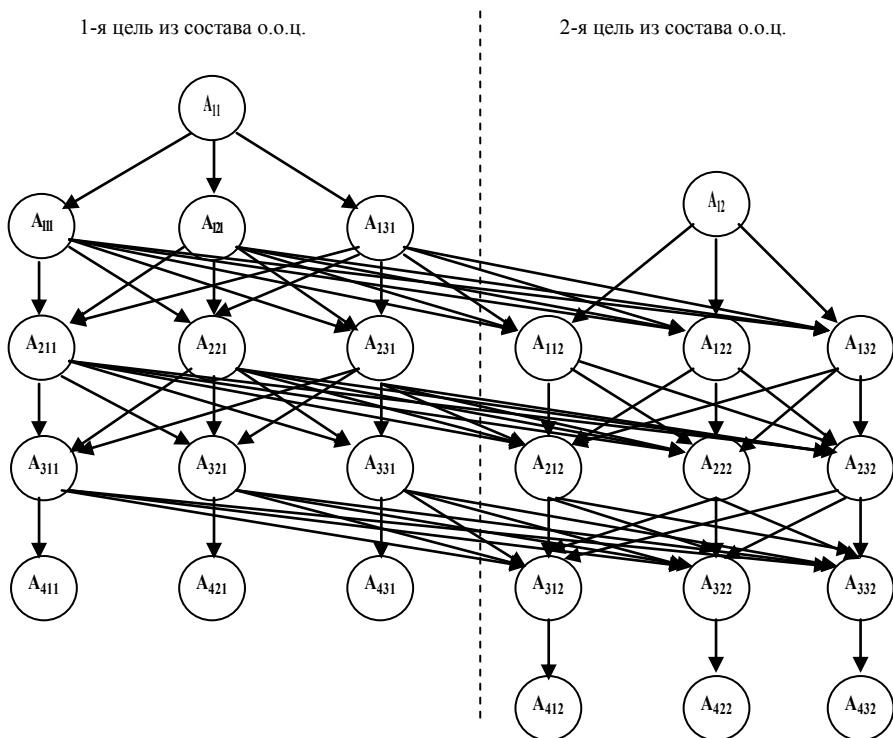 1-я цель из состава о.о.ц.
2-я цель из состава о.о.ц.
A11
A12
A111
A121
A131
A211
A221
A231
A112
A122
A132
A311
A321
A331
A212
A222
A232
A411
A421
A431
A312
A322
A332
A412
A422
A432